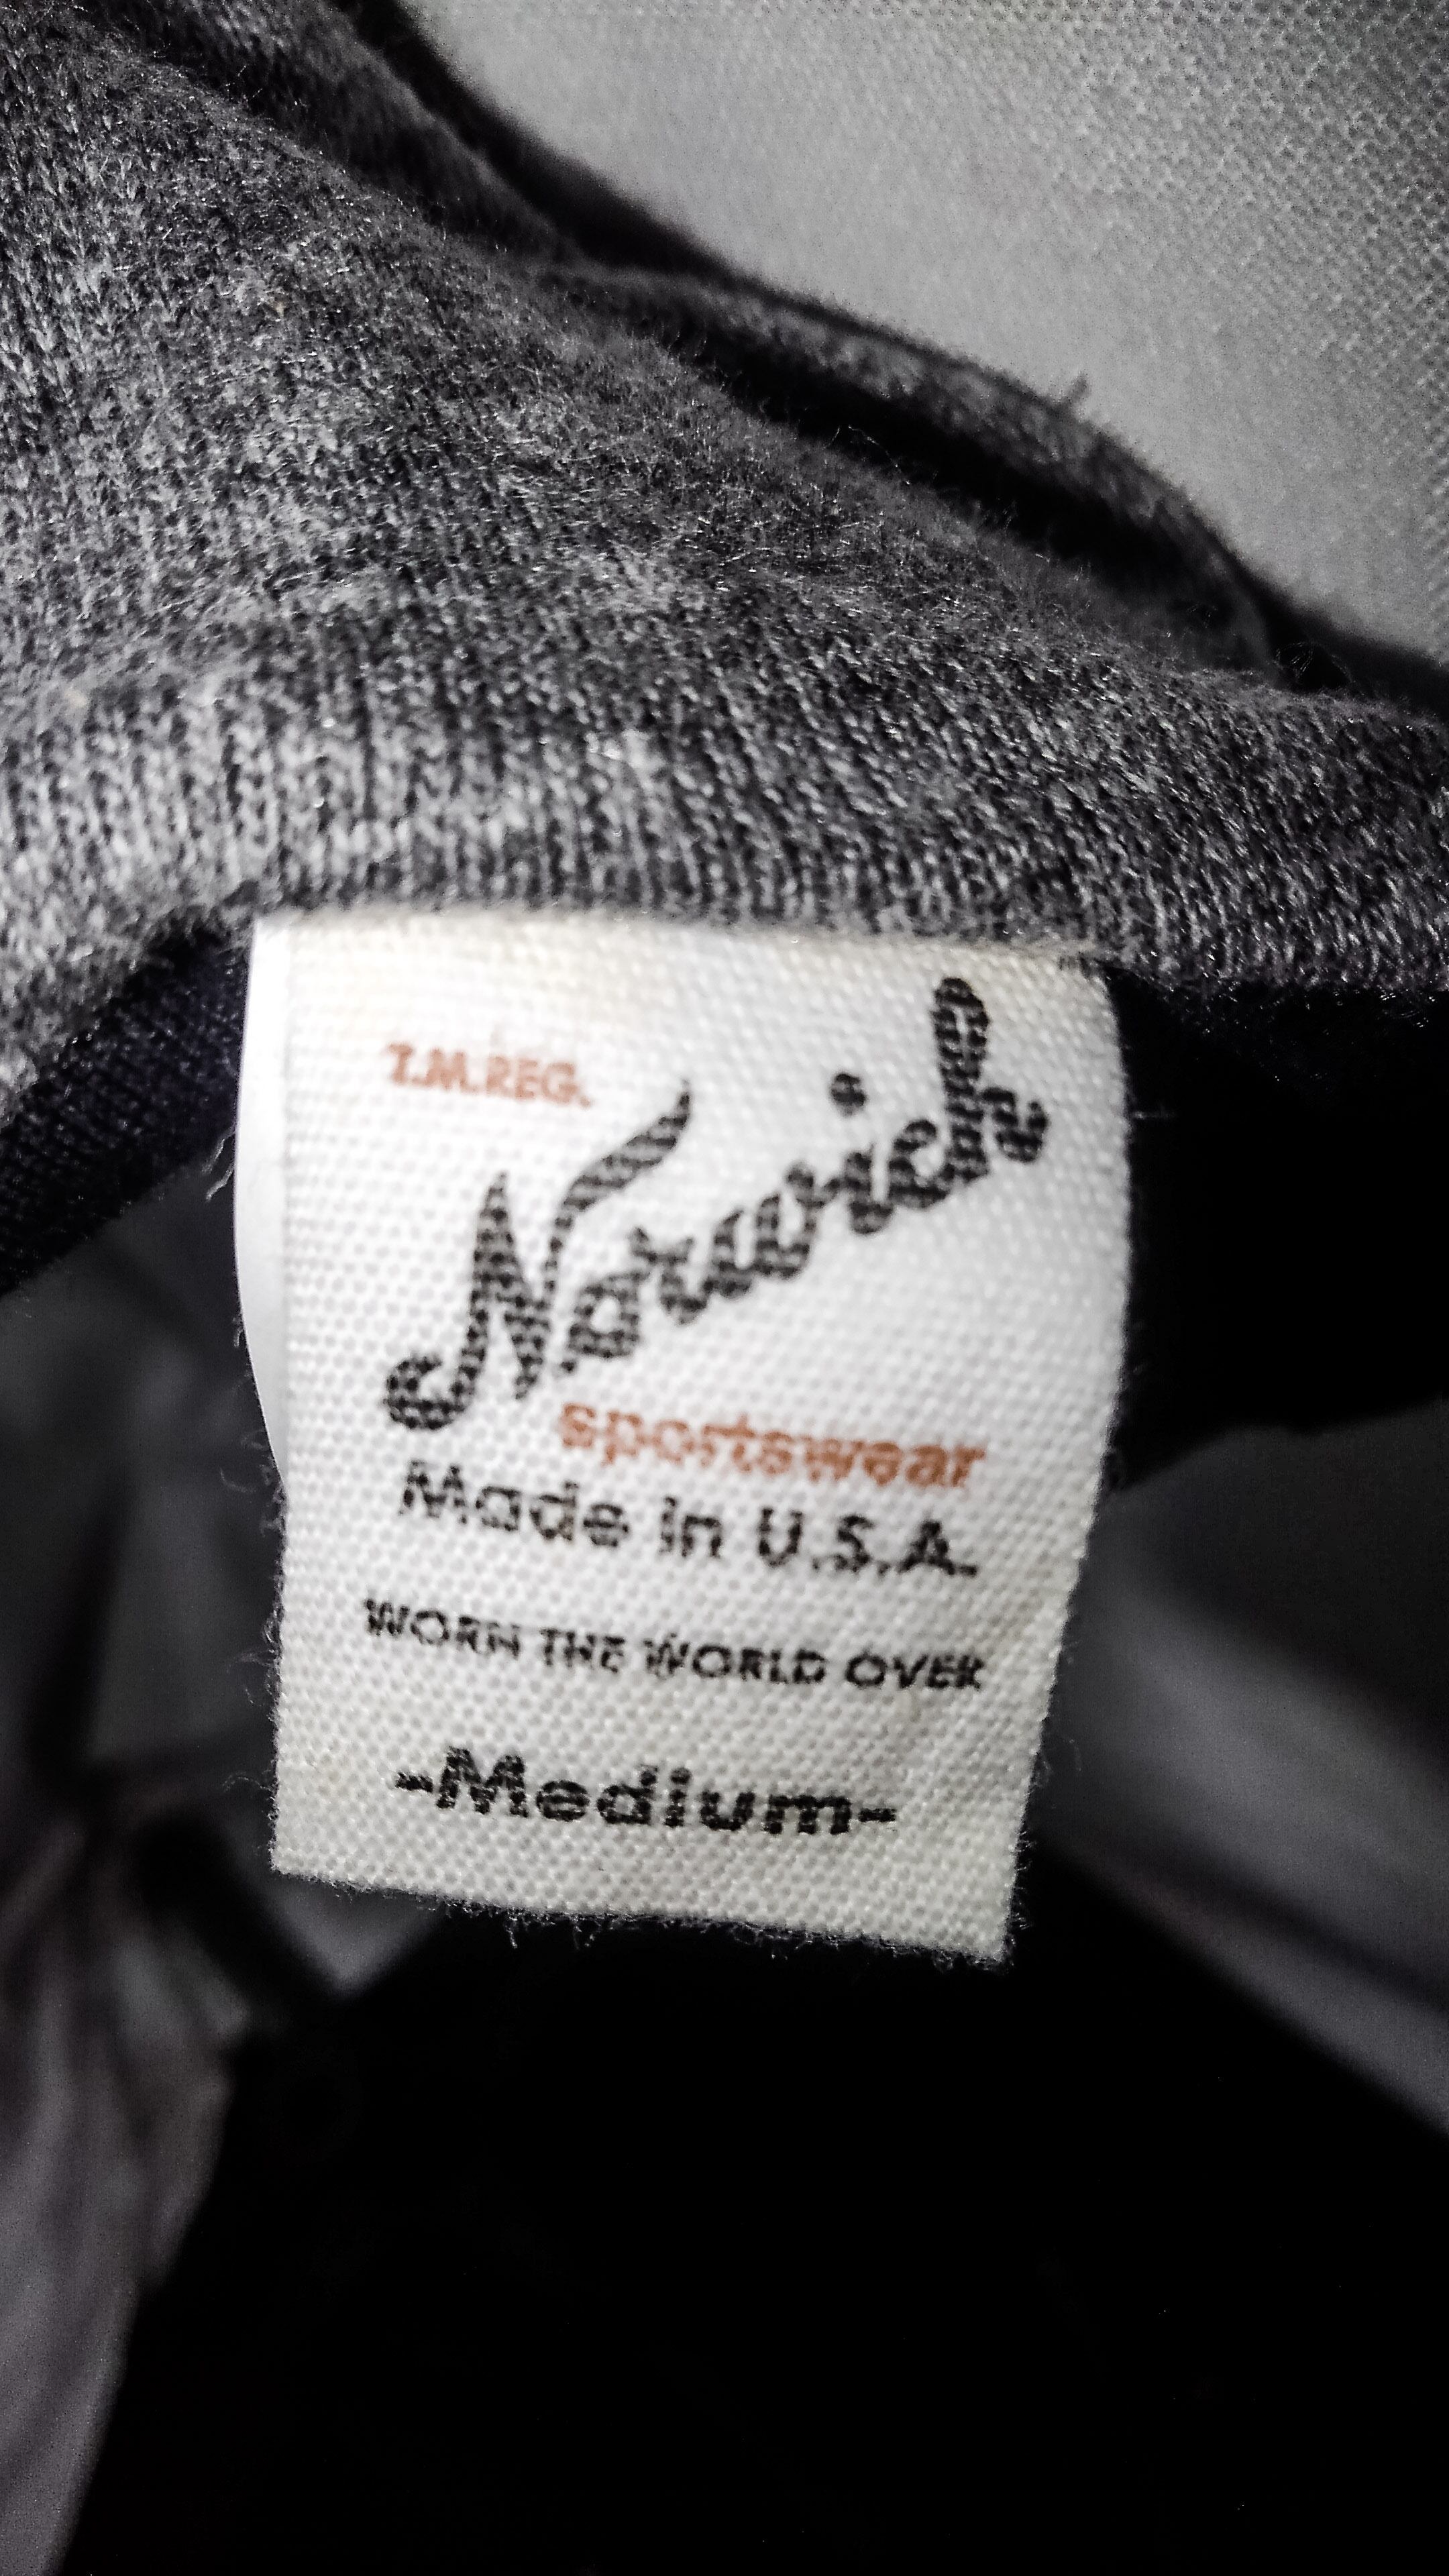 T.M.REG.
Norwich
sportswear
Made in U.S.A.
WORN THE WORLD OVER
-Medium-